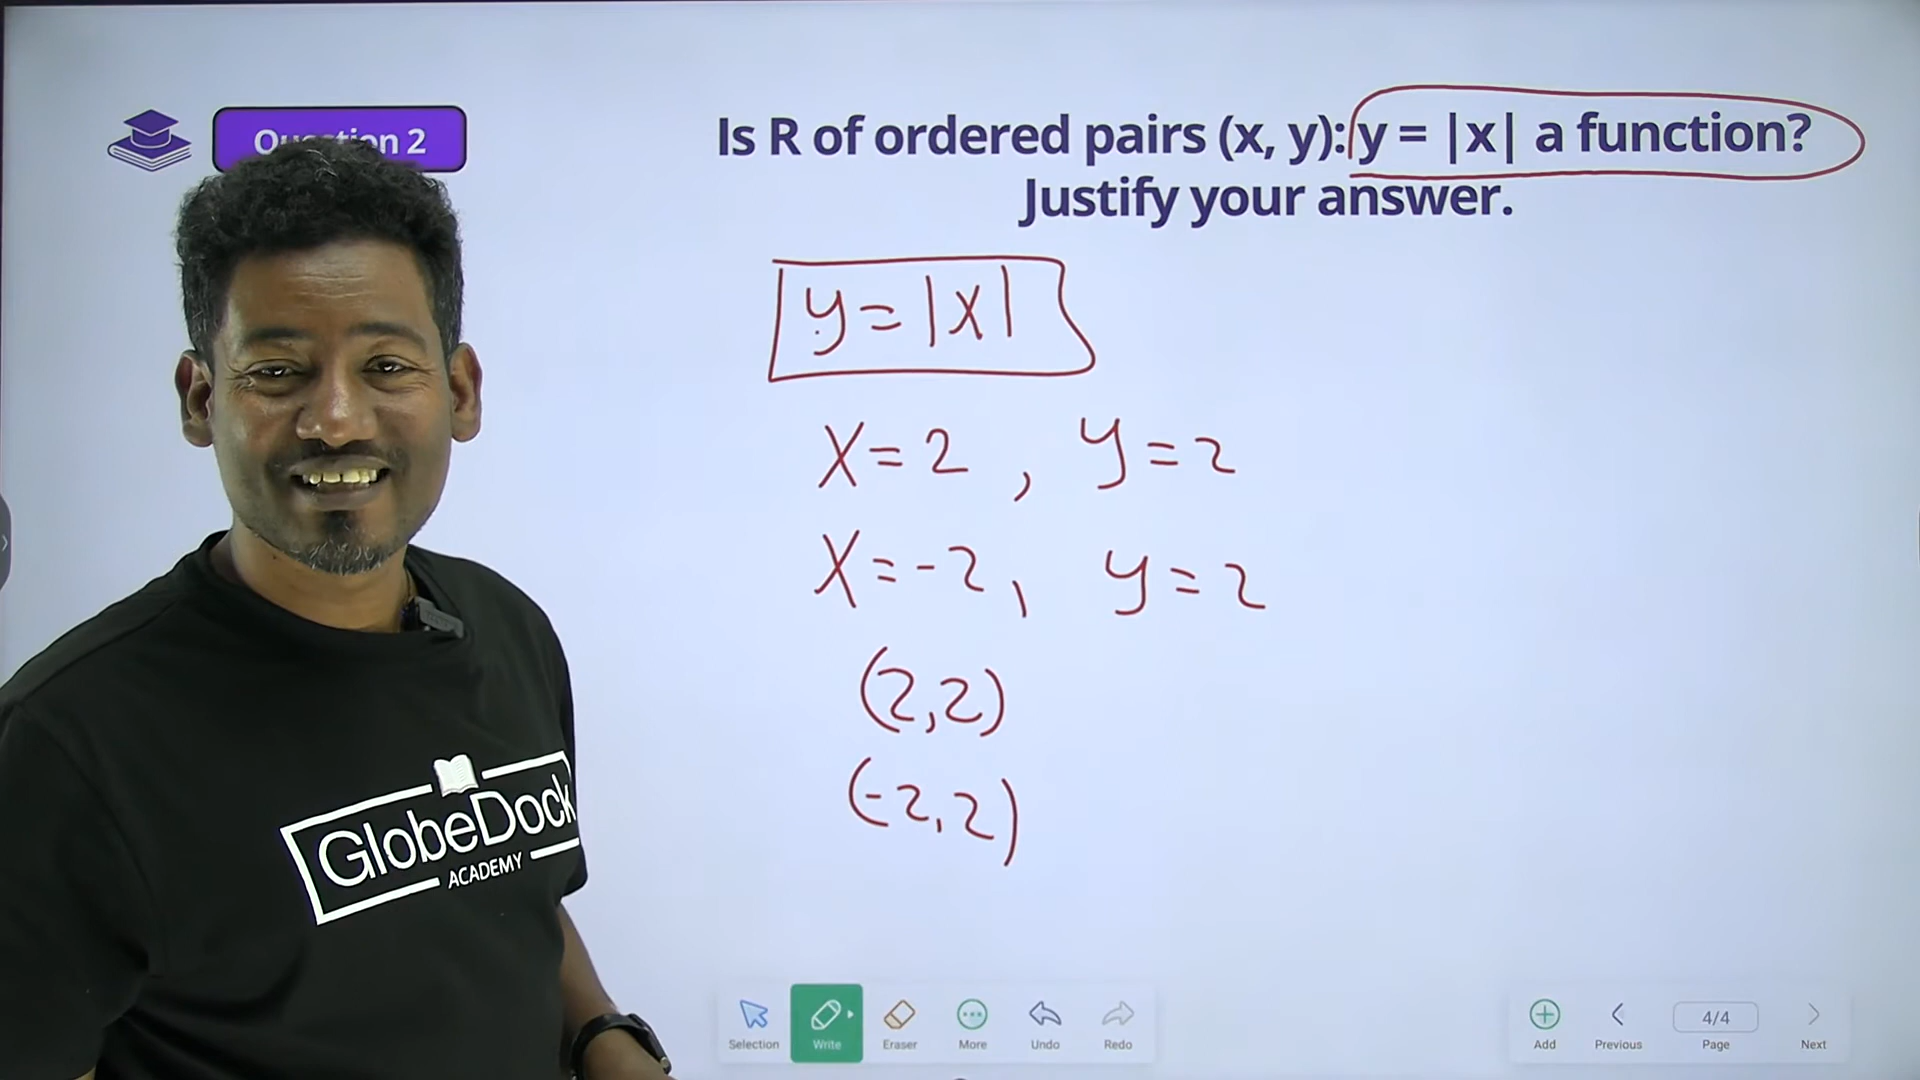 Question 2
Is R of ordered pairs (x, y): y = |x| a function?
Justify your answer.
y = |x|
x = 2 , y = 2
x = -2, y = 2
(2,2)
(-2,2)
GlobeDock
ACADEMY
Selection
Write
Eraser
More
Undo
Redo
Add
Previous
4/4
Page
Next